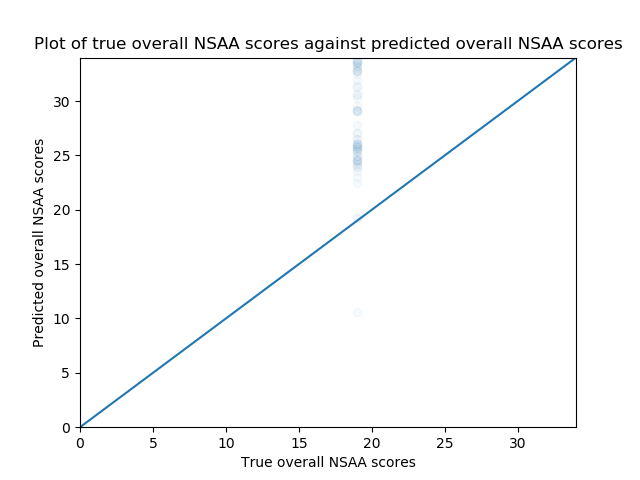 Plot of true overall NSAA scores against predicted overall NSAA scores
30
25
20
15
10
5
0
Predicted overall NSAA scores
0 5 10 15 20 25 30
True overall NSAA scores